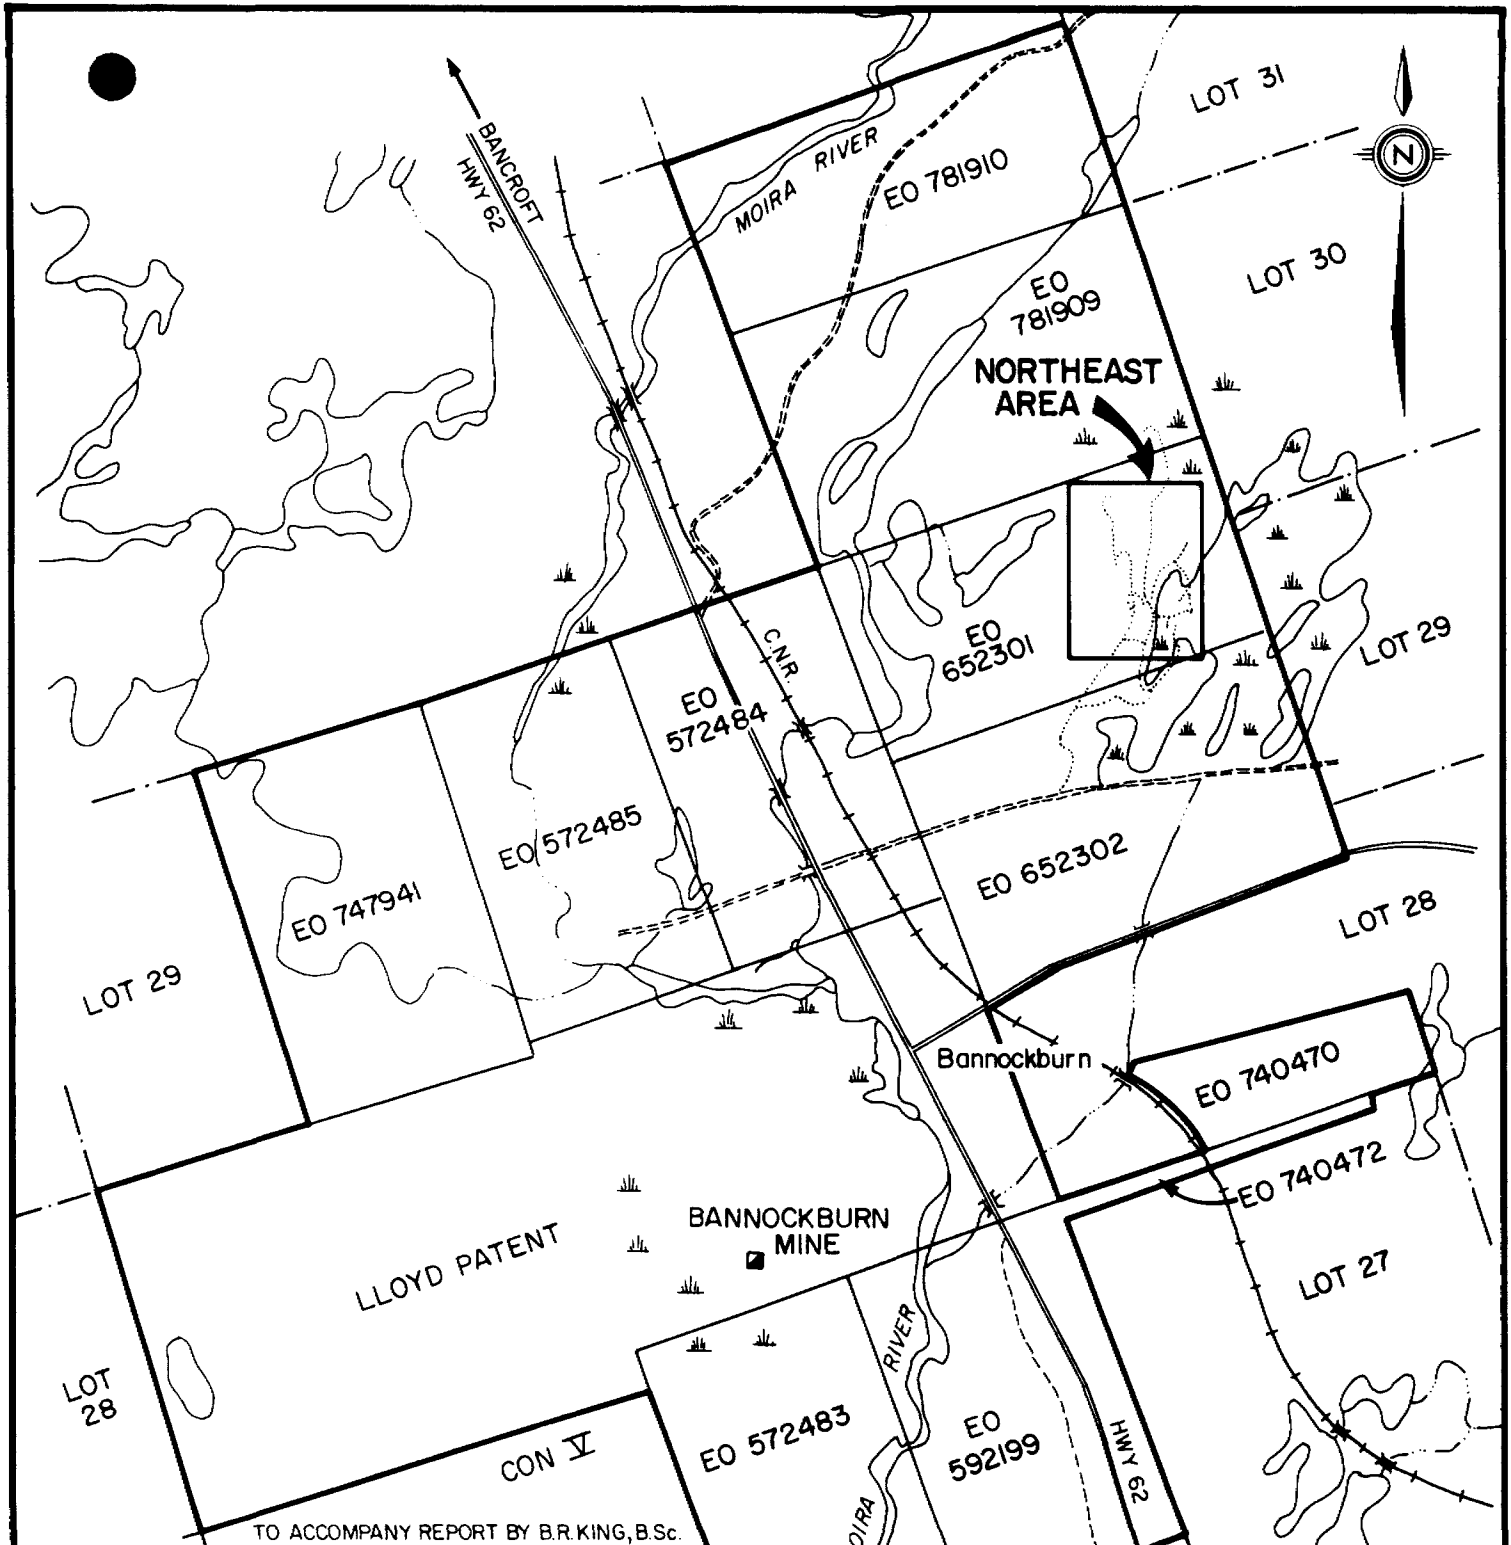 LOT 31
BANCROFT
HWY 62
MOIRA RIVER
EO 781910
N
LOT 30
EO
781909
NORTHEAST
AREA
C.N.R.
EO
652301
LOT 29
EO
572484
EO 572485
EO 652302
EO 747941
LOT 28
LOT 29
Bannockburn
EO 740470
EO 740472
BANNOCKBURN
MINE
LLOYD PATENT
LOT 27
RIVER
LOT
28
EO 572483
EO
592199
HWY 62
CON V
OIRA
TO ACCOMPANY REPORT BY B.R.KING, B.Sc.